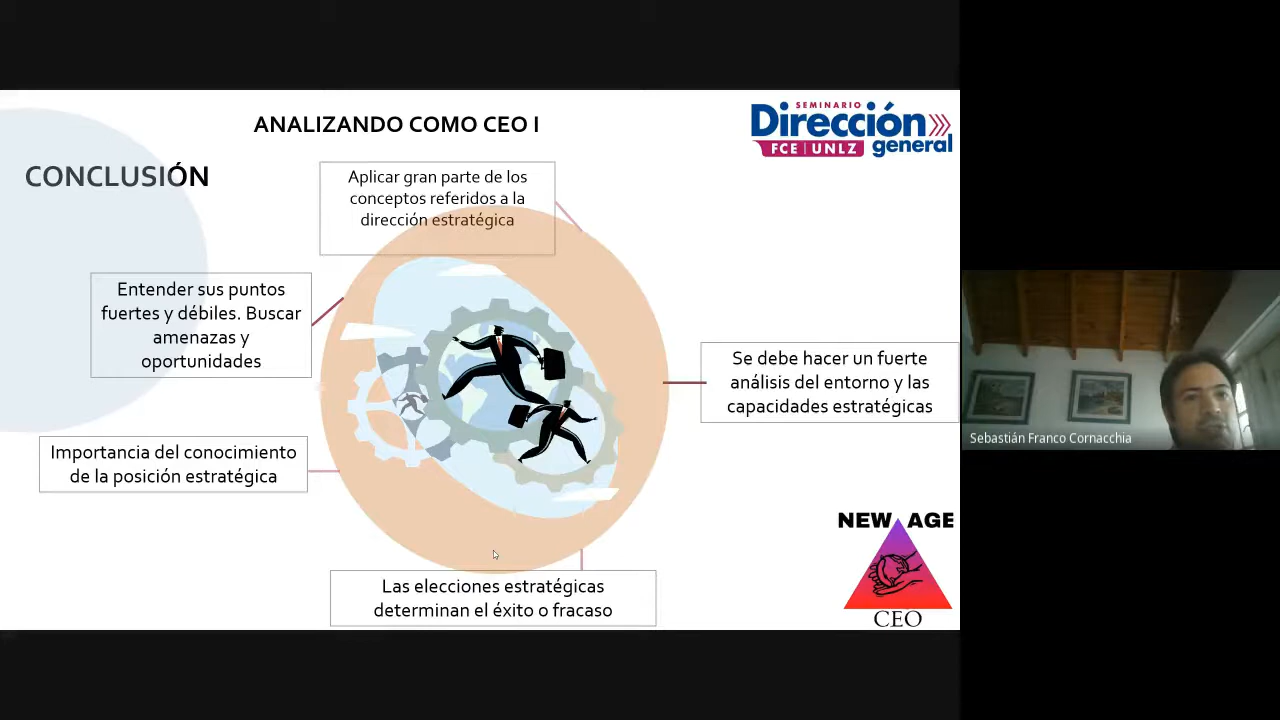 ANALIZANDO COMO CEO I
SEMINARIO
Dirección
FCE | UNLZ general
CONCLUSIÓN
Aplicar gran parte de los
conceptos referidos a la
dirección estratégica
Entender sus puntos
fuertes y débiles. Buscar
amenazas y
oportunidades
Se debe hacer un fuerte
análisis del entorno y las
capacidades estratégicas
Importancia del conocimiento
de la posición estratégica
Las elecciones estratégicas
determinan el éxito o fracaso
NEW AGE
CEO
Sebastián Franco Cornacchia